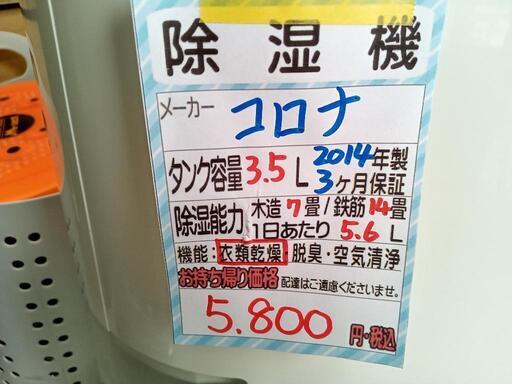 除湿機
メーカー コロナ
タンク容量 3.5L 2014年製
3ヶ月保証
除湿能力 木造7畳/鉄筋14畳
1日あたり 5.6L
機能:衣類乾燥・脱臭・空気清浄
お持ち帰り価格 配達はご遠慮くださいませ。
5.800 円・税込